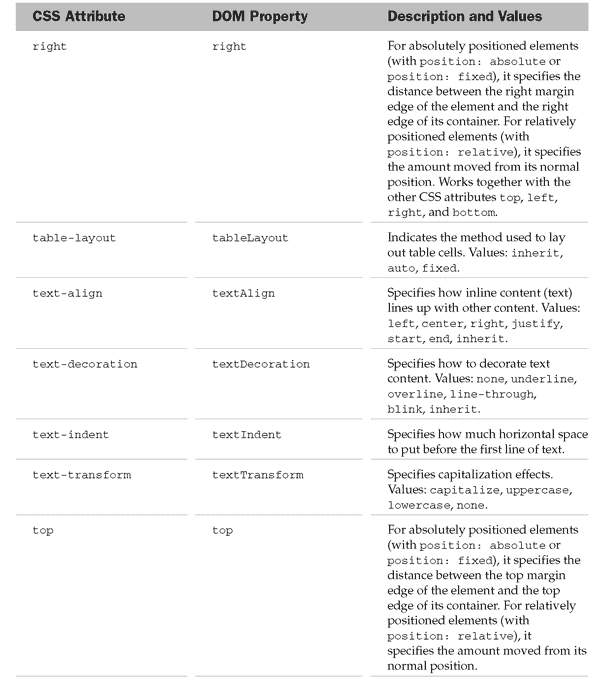 CSS Attribute DOM Property Description and Values
right right For absolutely positioned elements
(with position: absolute or
position: fixed), it specifies the
distance between the right margin
edge of the element and the right
edge of its container. For relatively
positioned elements (with
position: relative), it specifies
the amount moved from its normal
position. Works together with the
other CSS attributes top, left,
right, and bottom.
table-layout tableLayout Indicates the method used to lay
out table cells. Values: inherit,
auto, fixed.
text-align textAlign Specifies how inline content (text)
lines up with other content. Values:
left, center, right, justify,
start, end, inherit.
text-decoration textDecoration Specifies how to decorate text
content. Values: none, underline,
overline, line-through,
blink, inherit.
text-indent textIndent Specifies how much horizontal space
to put before the first line of text.
text-transform textTransform Specifies capitalization effects.
Values: capitalize, uppercase,
lowercase, none.
top top For absolutely positioned elements
(with position: absolute or
position: fixed), it specifies the
distance between the top margin
edge of the element and the top
edge of its container. For relatively
positioned elements (with
position: relative), it
specifies the amount moved from its
normal position.